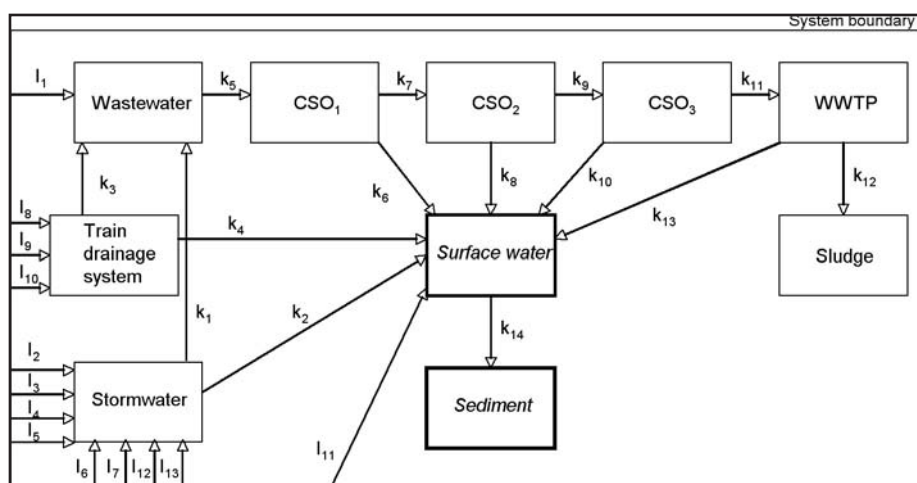 System boundary
I₁
k₅
k₇
k₉
k₁₁
Wastewater
CSO₁
CSO₂
CSO₃
WWTP
k₃
k₆
k₈
k₁₀
k₁₃
k₁₂
I₈
I₉
I₁₀
Train
drainage
system
k₄
Surface water
Sludge
k₁
k₂
k₁₄
I₂
I₃
I₄
I₅
Stormwater
Sediment
I₆
I₇
I₁₂
I₁₃
I₁₁